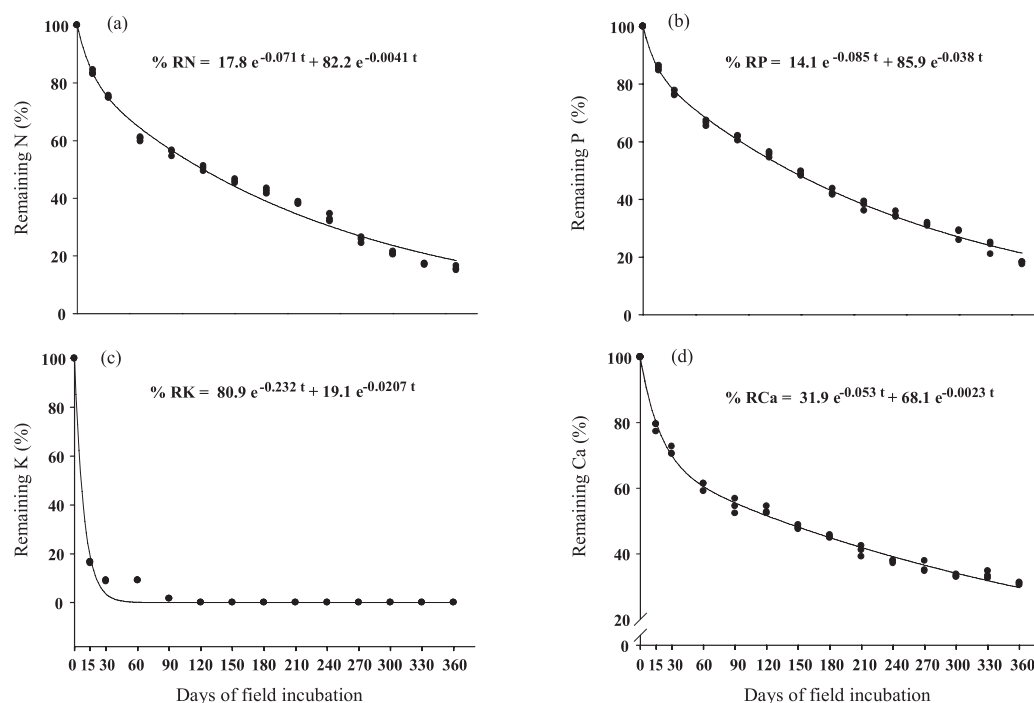 (a)
% RN = 17.8 e-0.071 t + 82.2 e-0.0041 t
Remaining N (%)
100
80
60
40
20
0
(b)
% RP = 14.1 e-0.085 t + 85.9 e-0.038 t
Remaining P (%)
100
80
60
40
20
0
(c)
% RK = 80.9 e-0.232 t + 19.1 e-0.0207 t
Remaining K (%)
100
80
60
40
20
0
0 15 30 60 90 120 150 180 210 240 270 300 330 360
Days of field incubation
(d)
% RCa = 31.9 e-0.053 t + 68.1 e-0.0023 t
Remaining Ca (%)
100
80
60
40
20
0
0 15 30 60 90 120 150 180 210 240 270 300 330 360
Days of field incubation